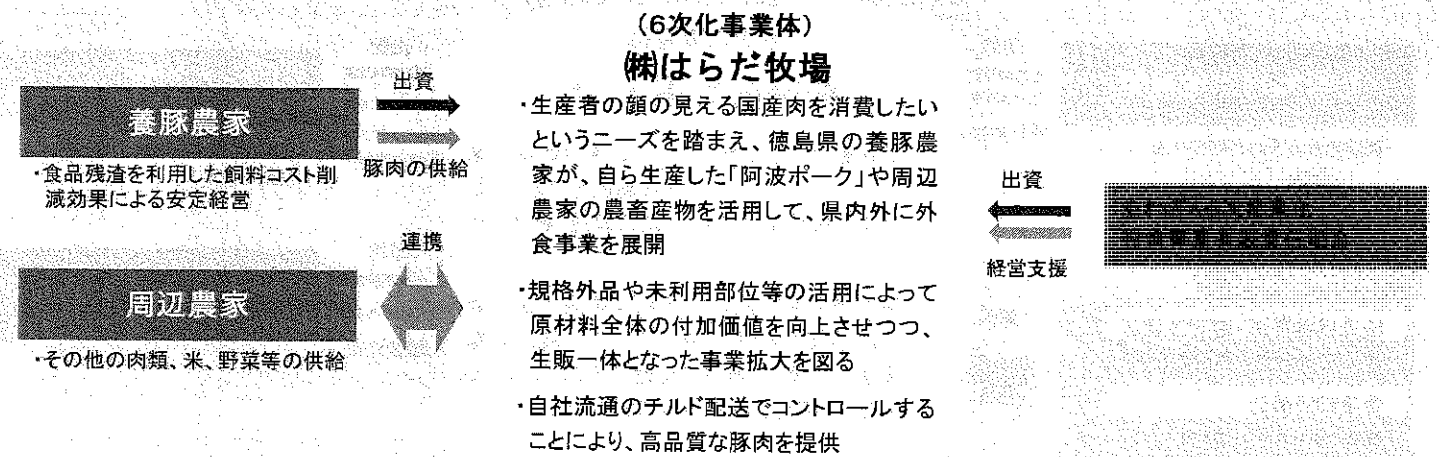 (6次化事業体)
㈱はらだ牧場
出資
養豚農家
豚肉の供給
・食品残渣を利用した飼料コスト削
減効果による安定経営
連携
周辺農家
・その他の肉類、米、野菜等の供給
・生産者の顔の見える国産肉を消費したい
というニーズを踏まえ、徳島県の養豚農
家が、自ら生産した「阿波ポーク」や周辺
農家の農畜産物を活用して、県内外に外
食事業を展開
・規格外品や未利用部位等の活用によって
原材料全体の付加価値を向上させつつ、
生販一体となった事業拡大を図る
・自社流通のチルド配送でコントロールする
ことにより、高品質な豚肉を提供
出資
経営支援